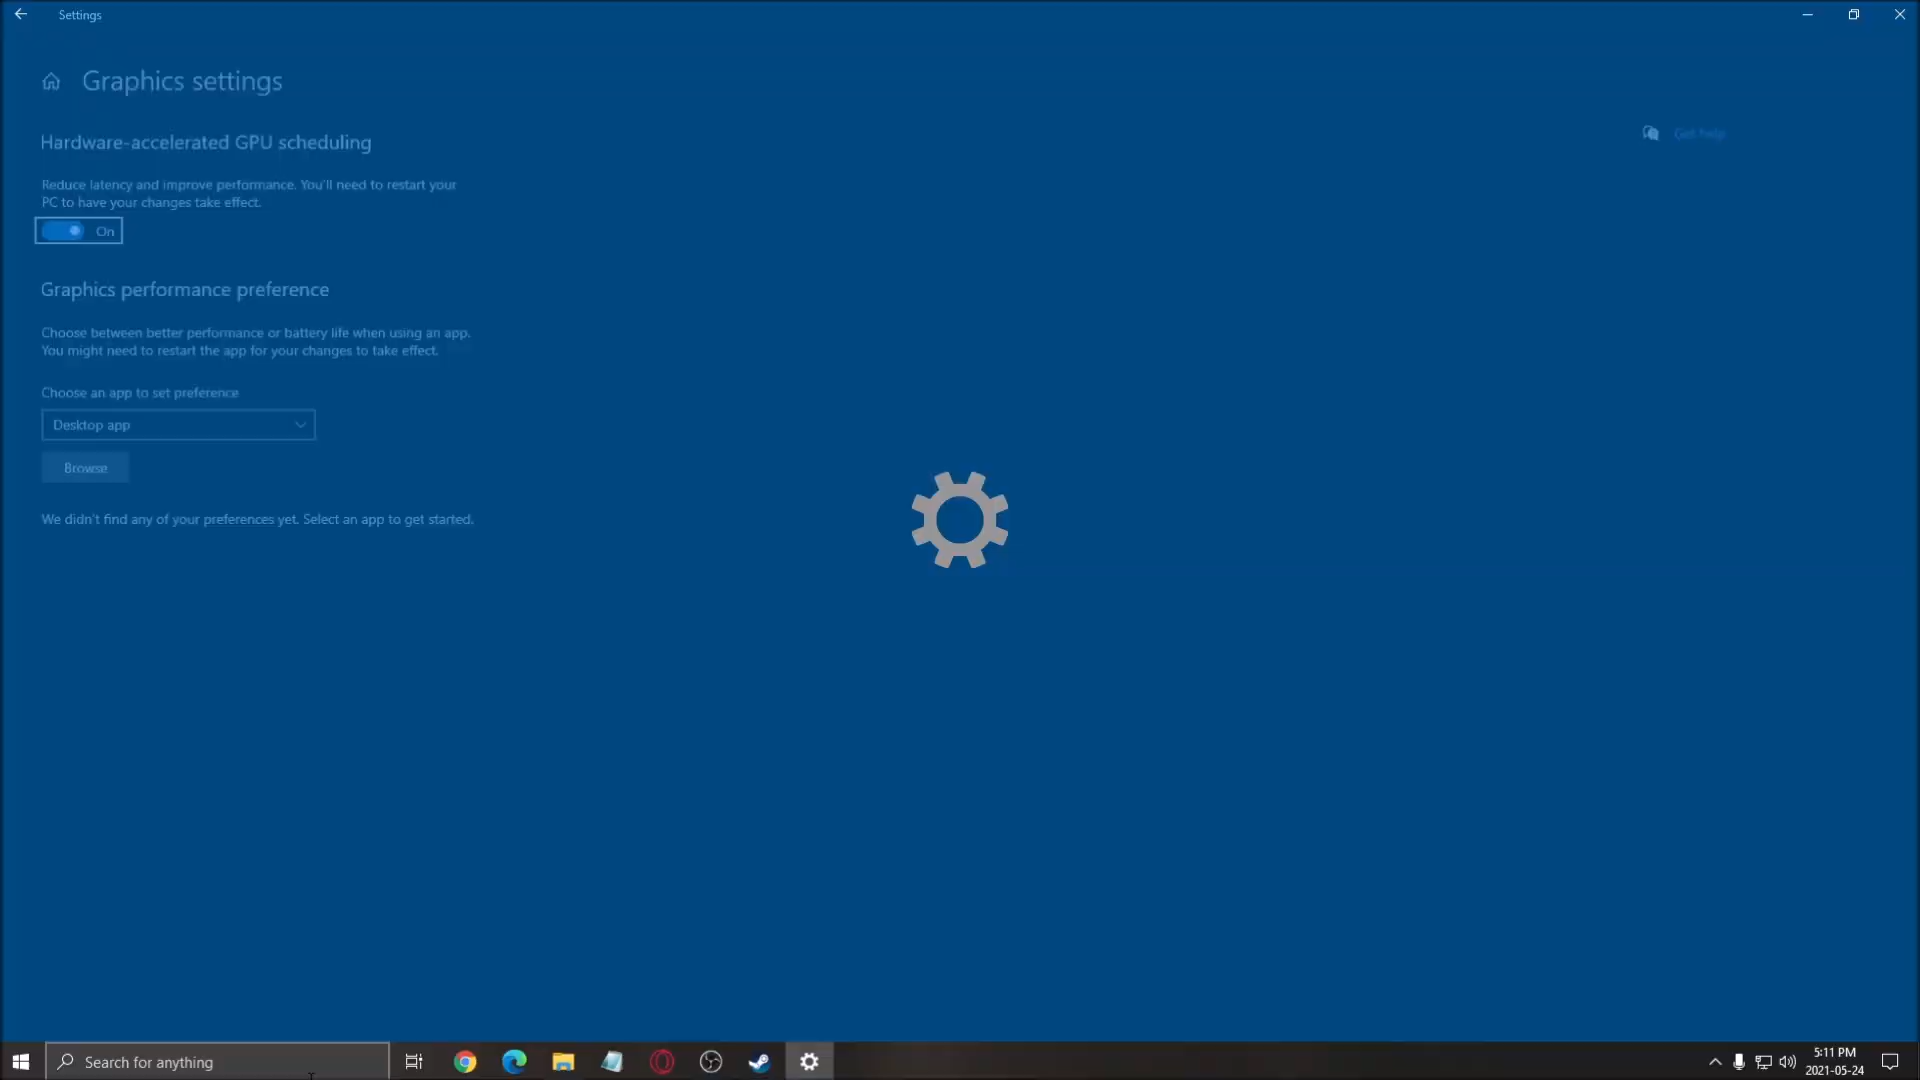 Settings
Graphics settings
Hardware-accelerated GPU scheduling
Get help
Reduce latency and improve performance. You'll need to restart your
PC to have your changes take effect.
On
Graphics performance preference
Choose between better performance or battery life when using an app.
You might need to restart the app for your changes to take effect.
Choose an app to set preference
Desktop app
Browse
We didn't find any of your preferences yet. Select an app to get started.
Search for anything
5:11 PM
2021-05-24